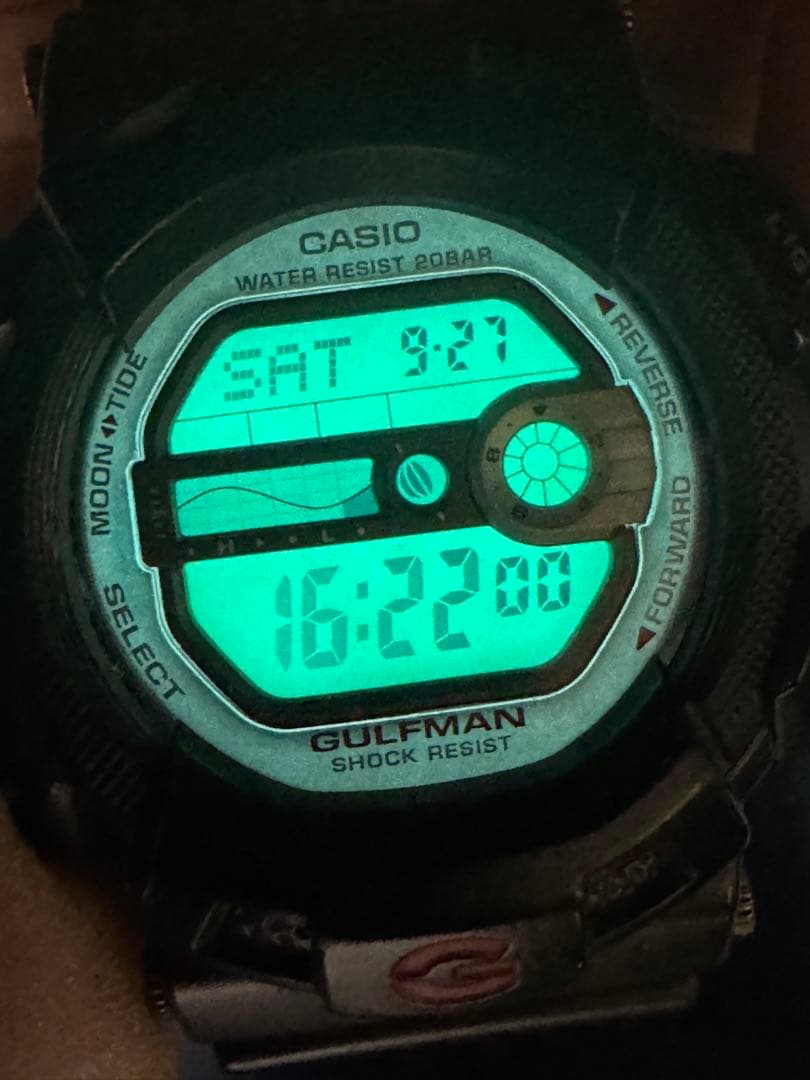 CASIO
WATER RESIST 20BAR
REVERSE
SAT 9-27
MOON TIDE
H L
16:22 00
FORWARD
SELECT
GULFMAN
SHOCK RESIST
G